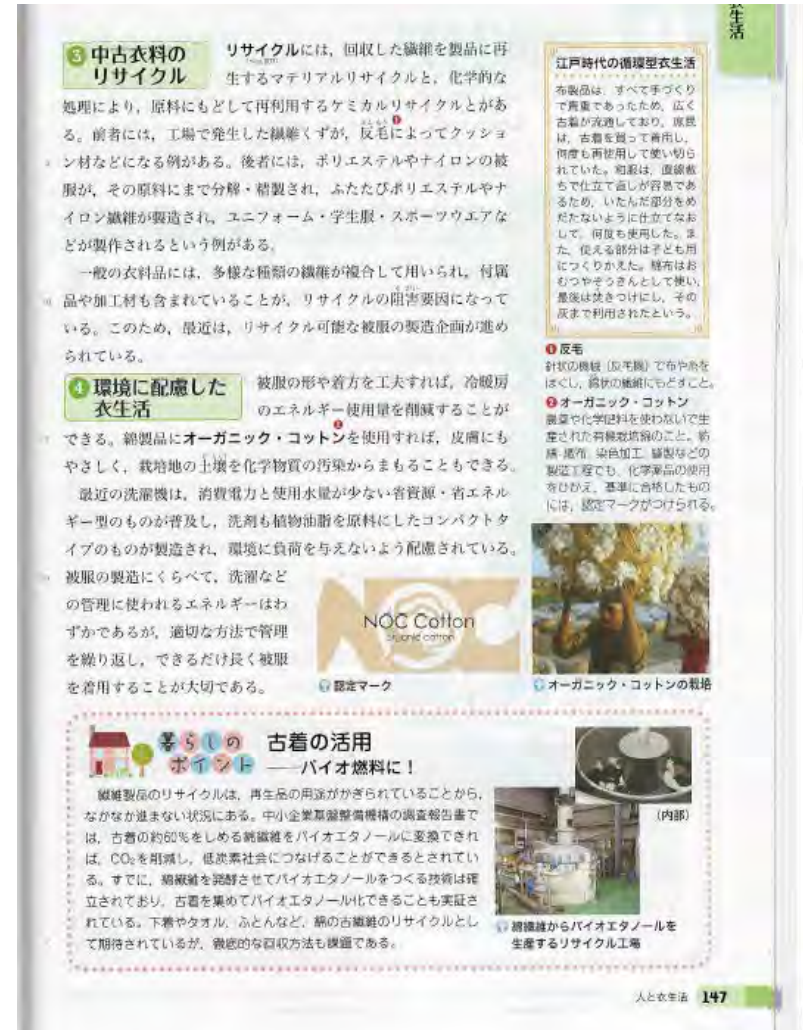 衣生活
❸ 中古衣料の
リサイクル
リサイクルには，回収した繊維を製品に再
生するマテリアルリサイクルと，化学的な
処理により，原料にもどして再利用するケミカルリサイクルとがあ
る。前者には，工場で発生した繊維くずが，反毛❶によってクッショ
ン材などになる例がある。後者には，ポリエステルやナイロンの被
服が，その原料にまで分解・精製され，ふたたびポリエステルやナ
イロン繊維が製造され，ユニフォーム・学生服・スポーツウエアな
どが製作されるという例がある。
一般の衣料品には，多様な種類の繊維が複合して用いられ，付属
品や加工材も含まれていることが，リサイクルの阻害要因になって
いる。このため，最近は，リサイクル可能な被服の製造企画が進め
られている。
❹ 環境に配慮した
衣生活
被服の形や着方を工夫すれば，冷暖房
のエネルギー使用量を削減することが
できる。綿製品にオーガニック・コットン❷を使用すれば，皮膚にも
やさしく，栽培地の土壌を化学物質の汚染からまもることもできる。
最近の洗濯機は，消費電力と使用水量が少ない省資源・省エネル
ギー型のものが普及し，洗剤も植物油脂を原料にしたコンパクトタ
イプのものが製造され，環境に負荷を与えないよう配慮されている。
被服の製造にくらべて，洗濯など
の管理に使われるエネルギーはわ
ずかであるが，適切な方法で管理
を繰り返し，できるだけ長く被服
を着用することが大切である。
江戸時代の循環型衣生活
布製品は，すべて手づくり
で貴重であったため，広く
古着が流通しており，庶民
は，古着を買って着用し，
何度も再使用して使い切ら
れていた。和服は，直線裁
ちで仕立て直しが容易であ
るため，いたんだ部分をめ
だたないように仕立てなお
して，何度も使用した。ま
た，使える部分は子ども用
につくりかえた。端布はお
むつやぞうきんとして使い，
最後は焚きつけにし，その
灰まで利用されたという。
❶ 反毛
針状の機械（反毛機）で布や糸を
ほぐし，綿状の繊維にもどすこと。
❷ オーガニック・コットン
農薬や化学肥料を使わないで生
産された有機栽培綿のこと。紡
績・織布，染色加工，縫製などの
製造工程でも，化学薬品の使用
をひかえ，基準に合格したもの
には，認定マークがつけられる。
NOC Cotton
organic cotton
認定マーク
オーガニック・コットンの栽培
暮らしの
ポイント
古着の活用
——バイオ燃料に！
繊維製品のリサイクルは，再生品の用途がかぎられていることから，
なかなか進まない状況にある。中小企業基盤整備機構の調査報告書で
は，古着の約60％をしめる綿繊維をバイオエタノールに変換できれ
ば，CO₂を削減し，低炭素社会につなげることができるとされてい
る。すでに，綿繊維を発酵させてバイオエタノールをつくる技術は確
立されており，古着を集めてバイオエタノール化できることも実証さ
れている。下着やタオル，ふとんなど，綿の古繊維のリサイクルとし
て期待されているが，徹底的な回収方法も課題である。
（内部）
綿繊維からバイオエタノールを
生産するリサイクル工場
人と衣生活 147